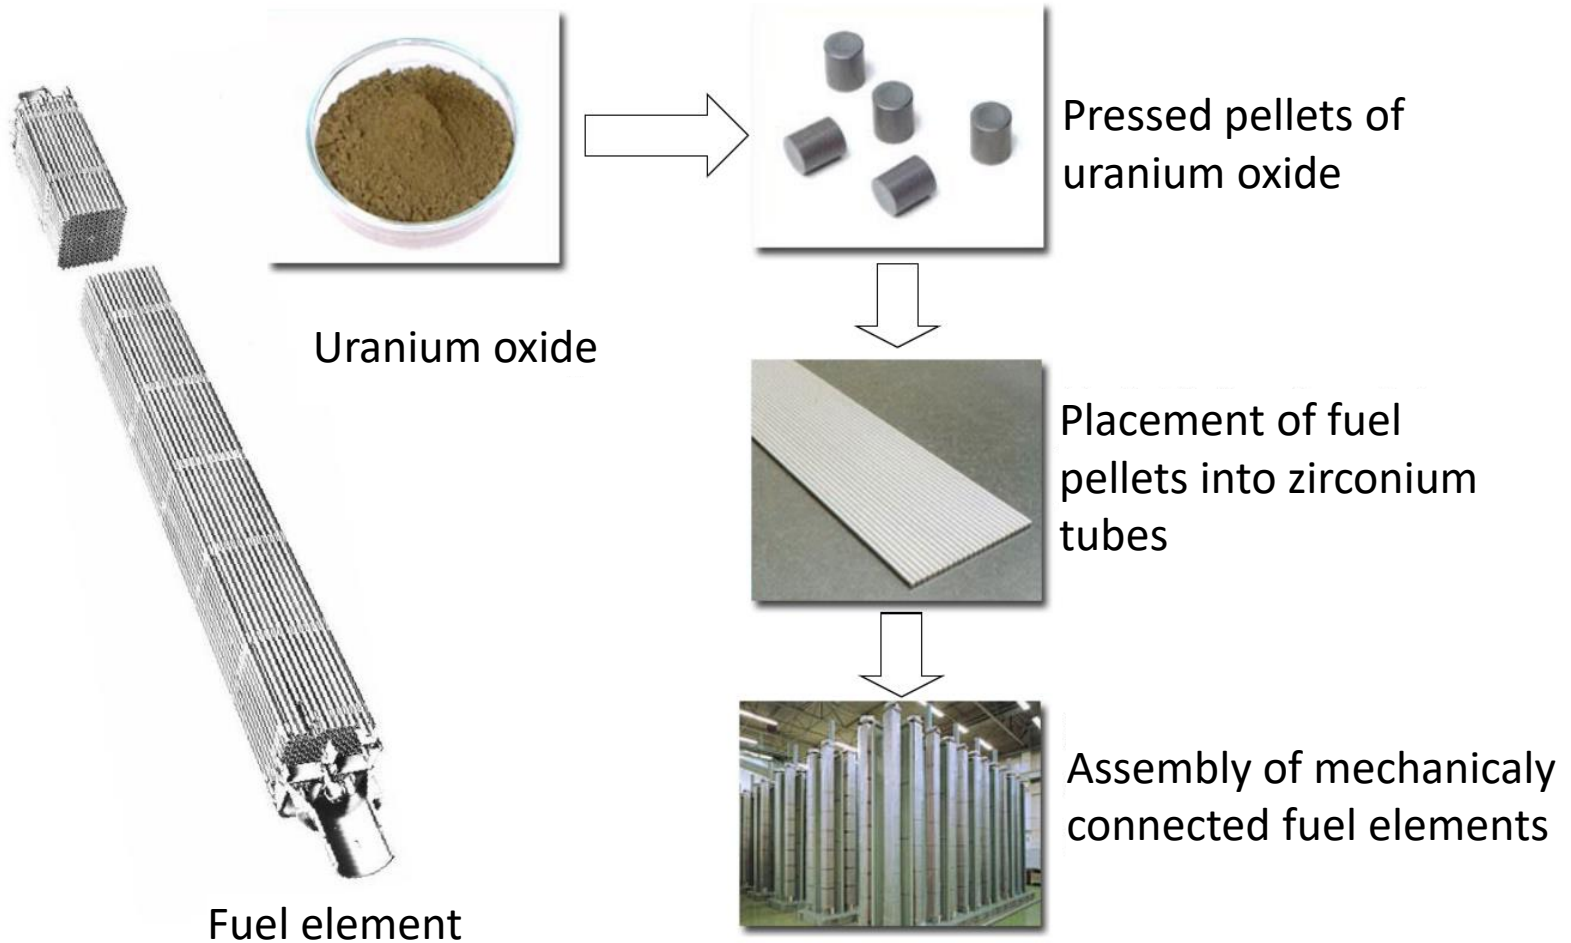 Pressed pellets of
uranium oxide
Uranium oxide
Placement of fuel
pellets into zirconium
tubes
Assembly of mechanicaly
connected fuel elements
Fuel element